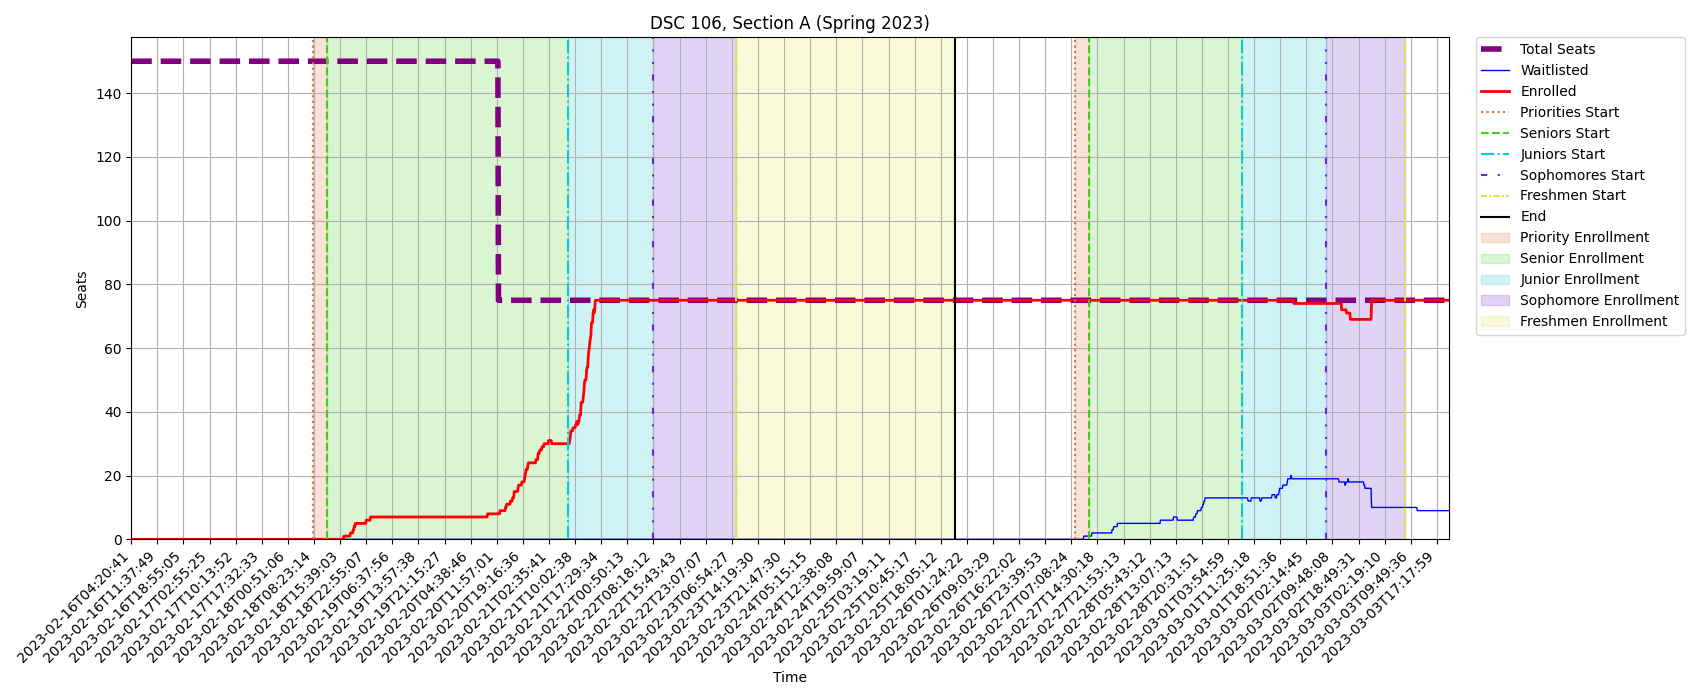 DSC 106, Section A (Spring 2023)
Seats
140
120
100
80
60
40
20
0
2023-02-16T04:20:41
2023-02-16T11:37:49
2023-02-16T18:55:05
2023-02-17T02:55:25
2023-02-17T10:13:52
2023-02-17T17:32:33
2023-02-18T00:51:06
2023-02-18T08:23:14
2023-02-18T15:39:03
2023-02-18T22:55:07
2023-02-19T06:37:56
2023-02-19T13:57:38
2023-02-19T21:15:27
2023-02-20T04:38:46
2023-02-20T11:57:01
2023-02-20T19:16:36
2023-02-21T02:35:41
2023-02-21T10:02:38
2023-02-21T17:29:34
2023-02-22T00:50:13
2023-02-22T08:18:12
2023-02-22T15:43:43
2023-02-22T23:07:07
2023-02-23T06:54:27
2023-02-23T14:19:30
2023-02-23T21:47:30
2023-02-24T05:15:15
2023-02-24T12:38:08
2023-02-24T19:59:07
2023-02-25T03:19:11
2023-02-25T10:45:17
2023-02-25T18:05:12
2023-02-26T01:24:22
2023-02-26T09:03:29
2023-02-26T16:22:02
2023-02-26T23:39:53
2023-02-27T07:08:24
2023-02-27T14:30:18
2023-02-27T21:53:13
2023-02-28T05:43:12
2023-02-28T13:07:13
2023-02-28T20:31:51
2023-03-01T03:54:59
2023-03-01T11:25:18
2023-03-01T18:51:36
2023-03-02T02:14:45
2023-03-02T09:48:08
2023-03-02T18:49:31
2023-03-03T02:19:10
2023-03-03T09:49:36
2023-03-03T17:17:59
Time
Total Seats
Waitlisted
Enrolled
Priorities Start
Seniors Start
Juniors Start
Sophomores Start
Freshmen Start
End
Priority Enrollment
Senior Enrollment
Junior Enrollment
Sophomore Enrollment
Freshmen Enrollment